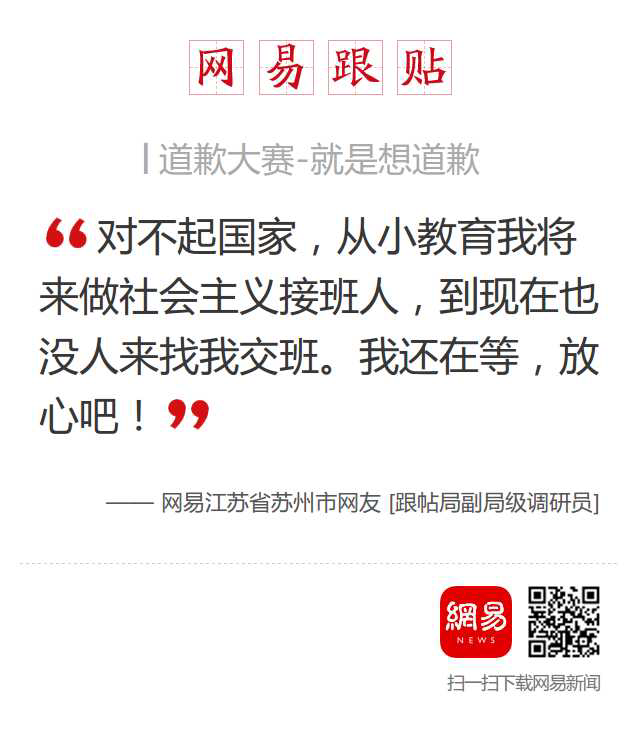 网易跟贴
道歉大赛-就是想道歉
“对不起国家，从小教育我将
来做社会主义接班人，到现在也
没人来找我交班。我还在等，放
心吧！”
—— 网易江苏省苏州市网友 [跟帖局副局级调研员]
網易
NEWS
扫一扫下载网易新闻